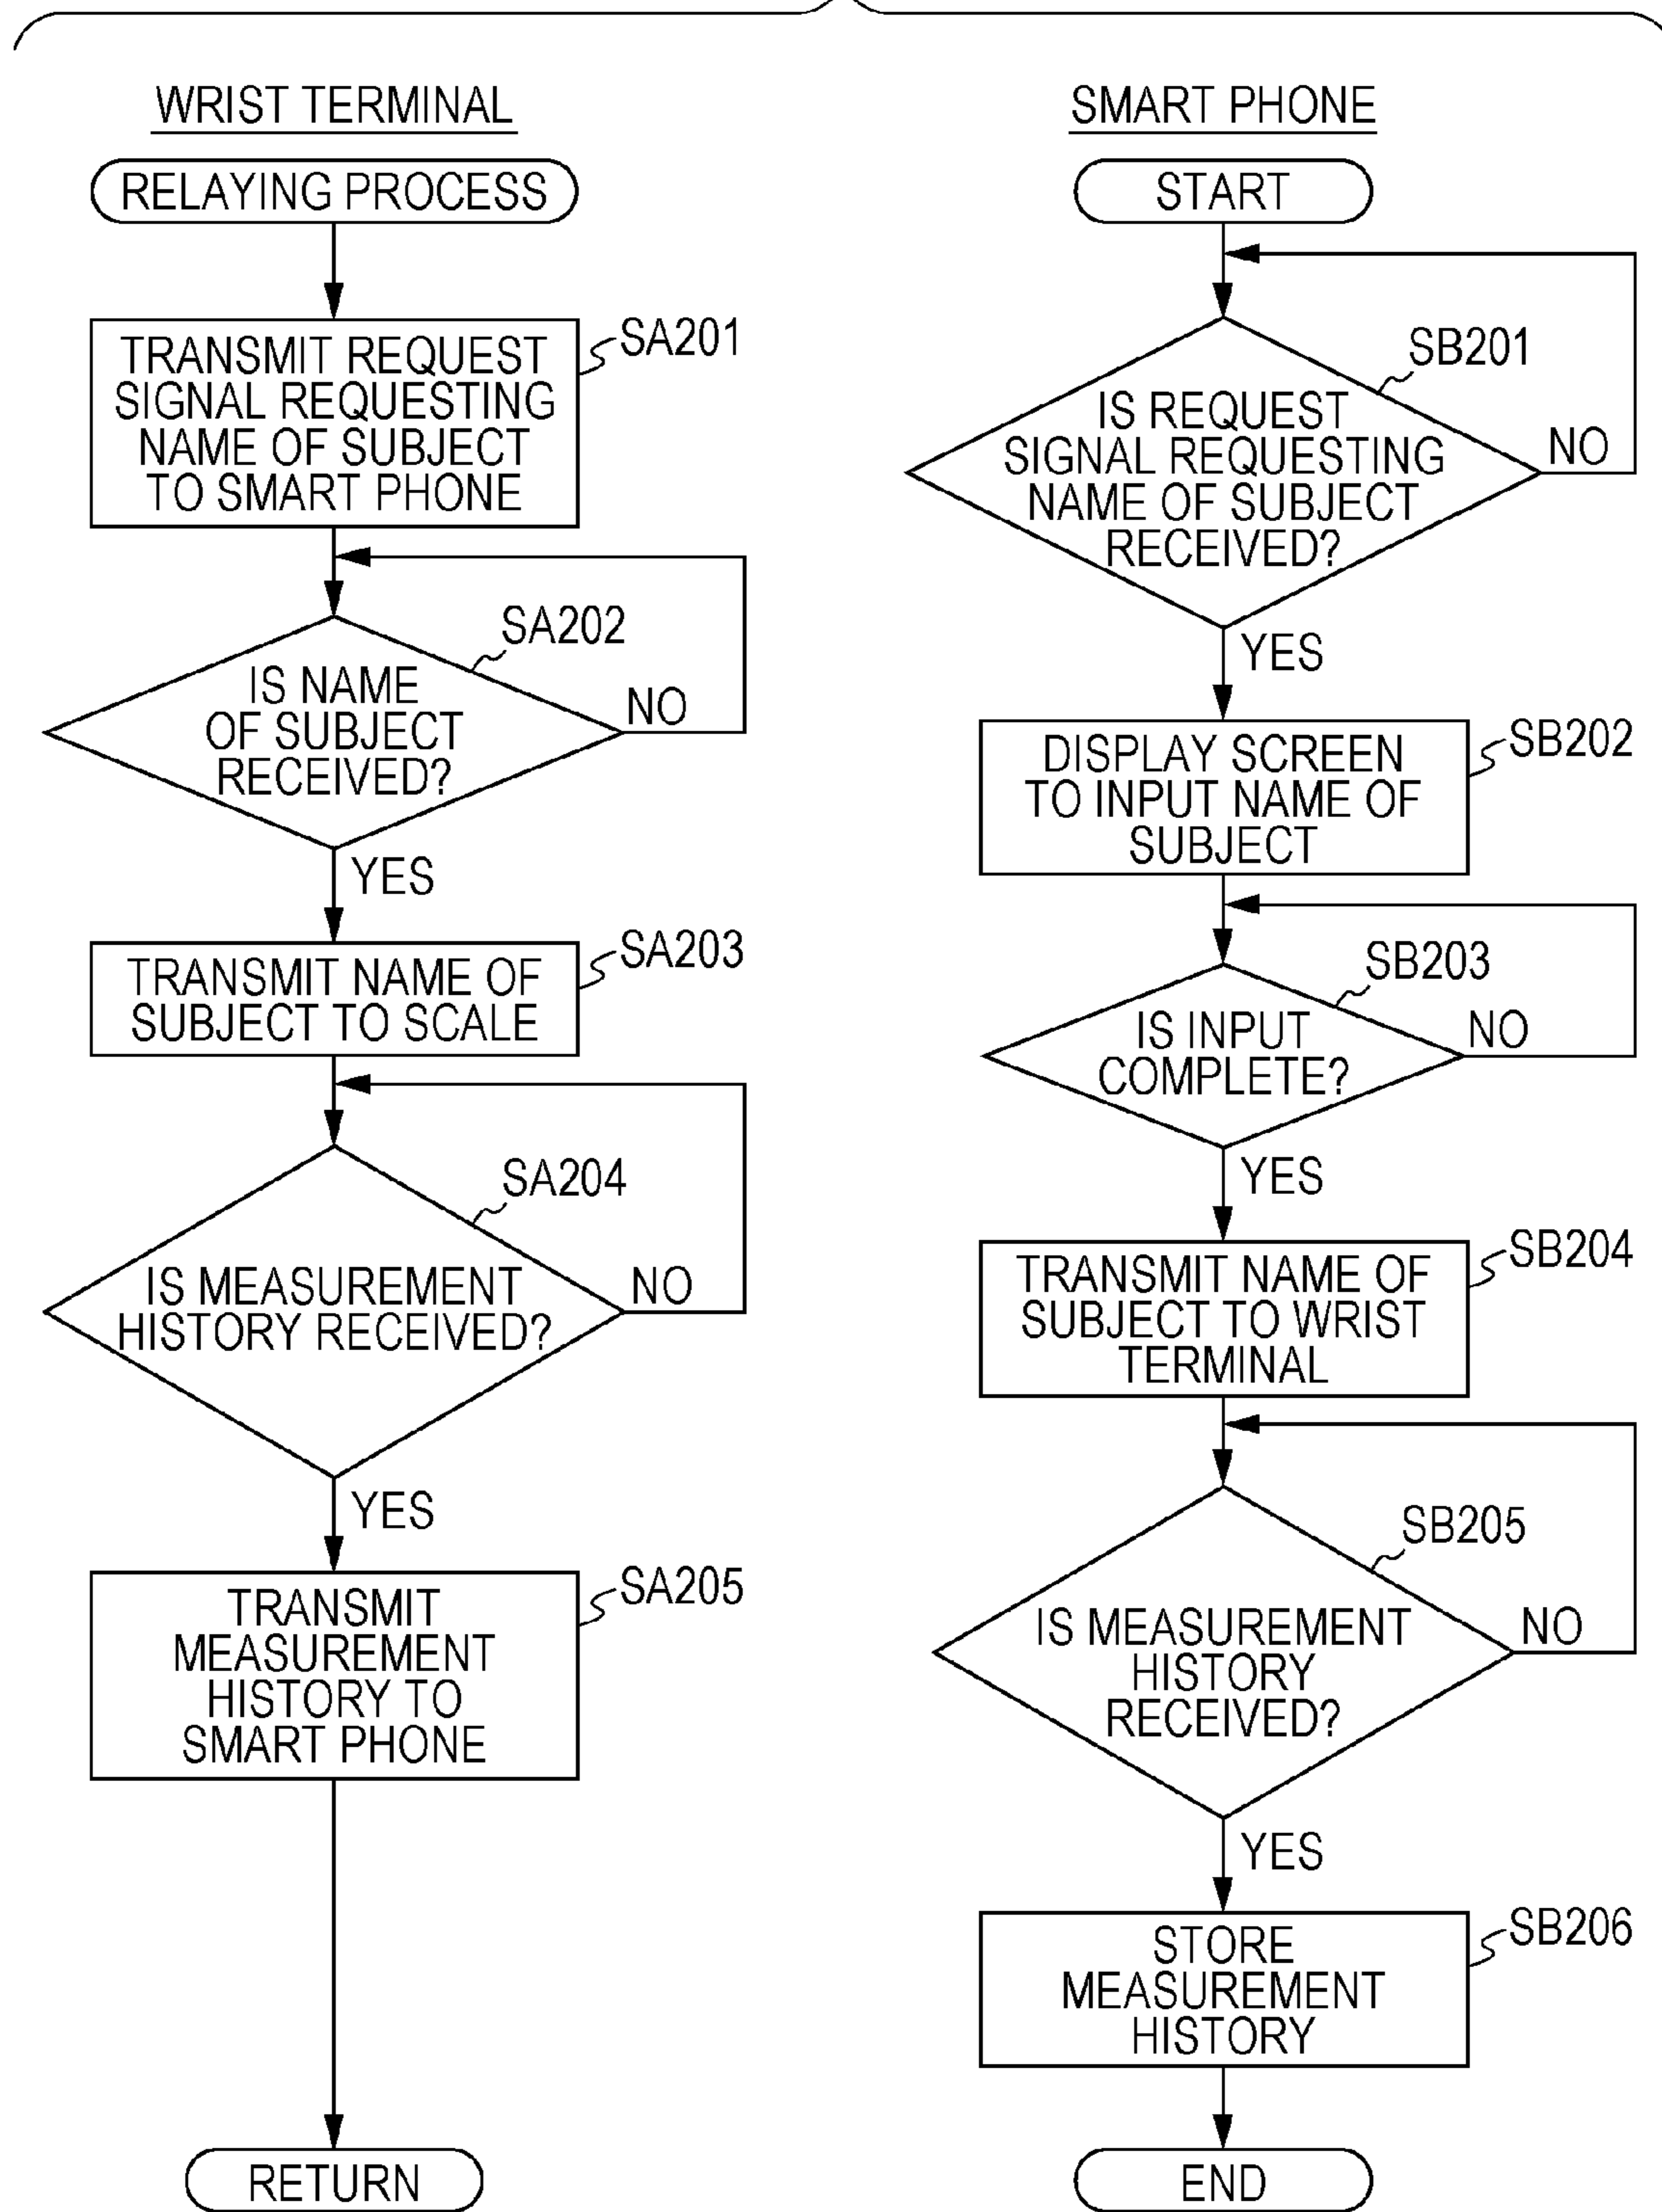 WRIST TERMINAL
RELAYING PROCESS
SA201
TRANSMIT REQUEST
SIGNAL REQUESTING
NAME OF SUBJECT
TO SMART PHONE
SA202
IS NAME
OF SUBJECT
RECEIVED?
NO
YES
SA203
TRANSMIT NAME OF
SUBJECT TO SCALE
SA204
IS MEASUREMENT
HISTORY RECEIVED?
NO
YES
SA205
TRANSMIT
MEASUREMENT
HISTORY TO
SMART PHONE
RETURN
SMART PHONE
START
SB201
IS REQUEST
SIGNAL REQUESTING
NAME OF SUBJECT
RECEIVED?
NO
YES
SB202
DISPLAY SCREEN
TO INPUT NAME OF
SUBJECT
SB203
IS INPUT
COMPLETE?
NO
YES
SB204
TRANSMIT NAME OF
SUBJECT TO WRIST
TERMINAL
SB205
IS MEASUREMENT
HISTORY
RECEIVED?
NO
YES
SB206
STORE
MEASUREMENT
HISTORY
END